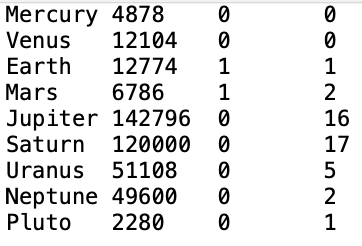 Mercury 4878 0 0
Venus 12104 0 0
Earth 12774 1 1
Mars 6786 1 2
Jupiter 142796 0 16
Saturn 120000 0 17
Uranus 51108 0 5
Neptune 49600 0 2
Pluto 2280 0 1